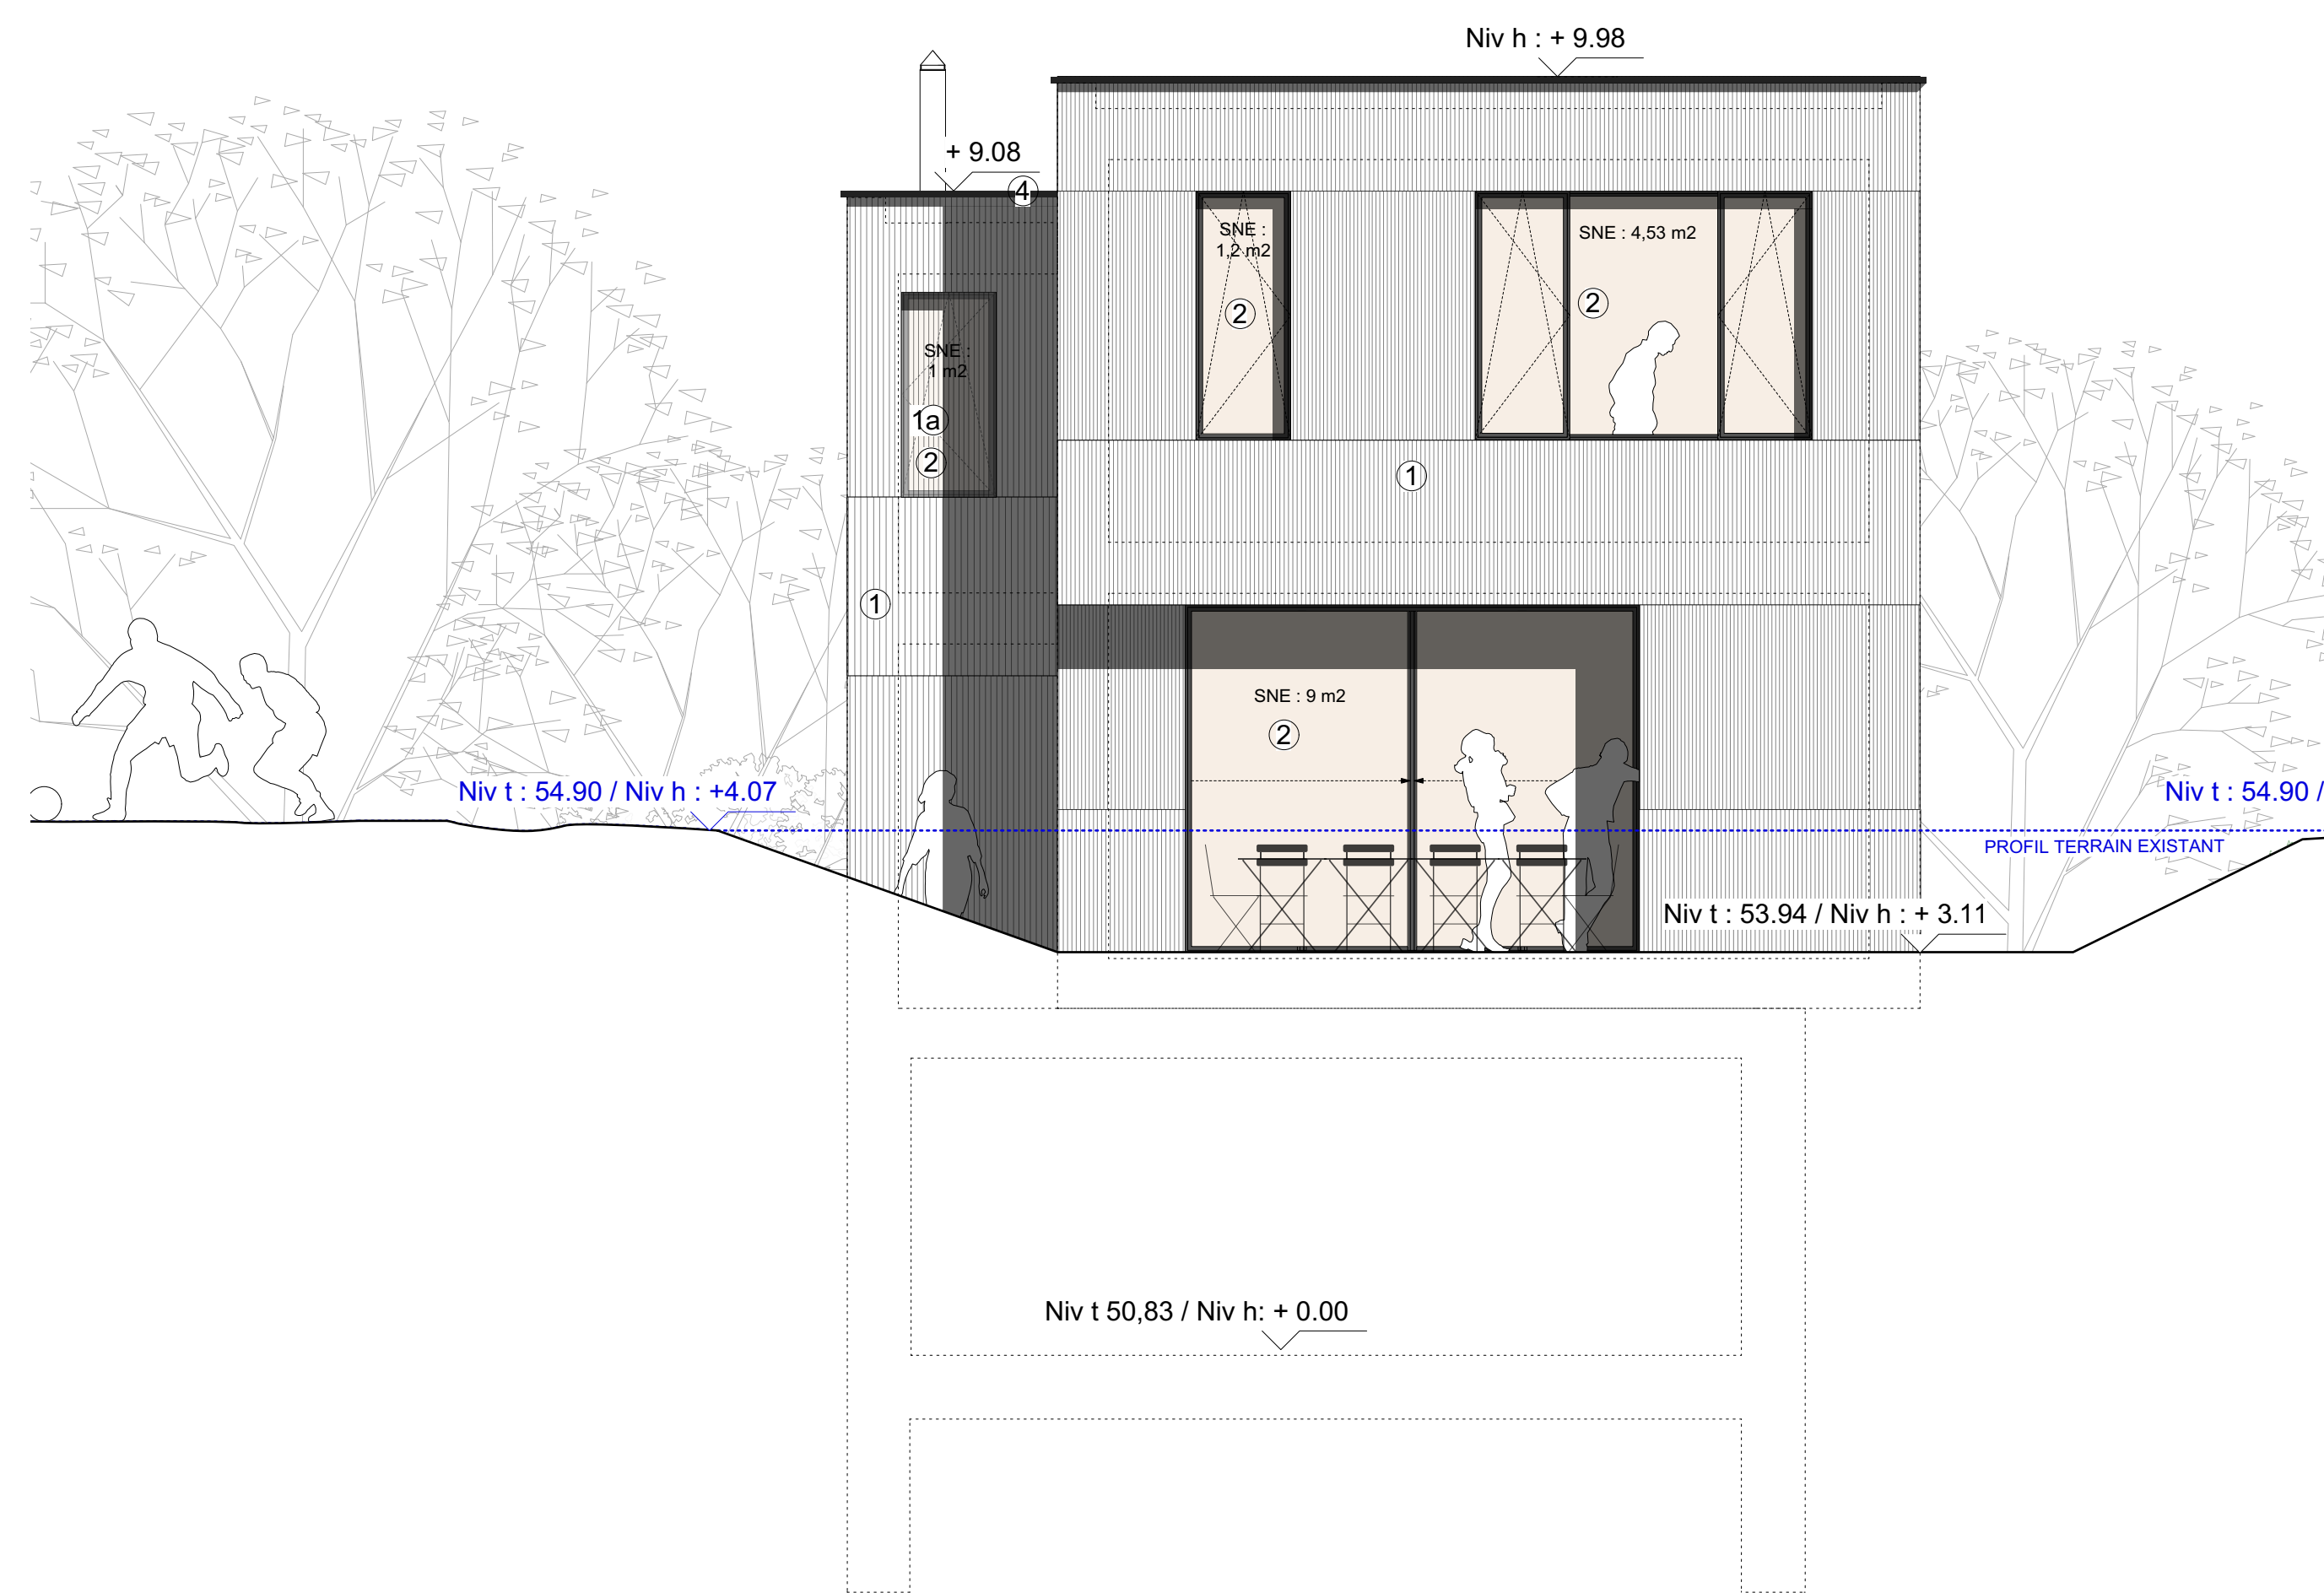 Niv h : + 9.98
+ 9.08
4
SNE :
1,2 m2
SNE : 4,53 m2
2
2
SNE :
1 m2
1a
2
1
1
SNE : 9 m2
2
Niv t : 54.90 / Niv h : +4.07
Niv t : 54.90 /
PROFIL TERRAIN EXISTANT
Niv t : 53.94 / Niv h : + 3.11
Niv t 50,83 / Niv h: + 0.00